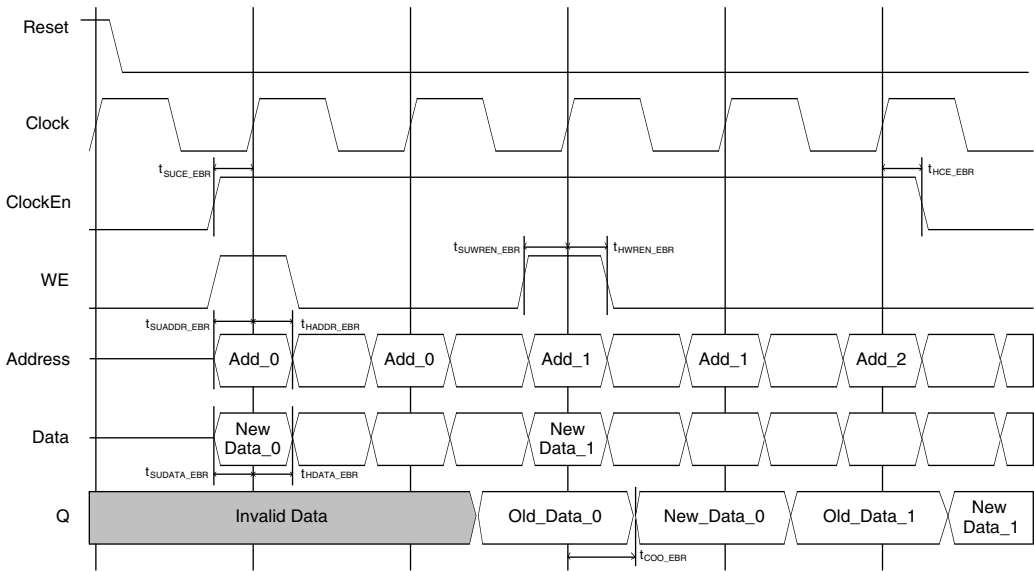 Reset
Clock
tSUCE_EBR
tHCE_EBR
ClockEn
tSUWREN_EBR
tHWREN_EBR
WE
tSUADDR_EBR
tHADDR_EBR
Address
Add_0
Add_0
Add_1
Add_1
Add_2
Data
New
Data_0
New
Data_1
tSUDATA_EBR
tHDATA_EBR
Q
Invalid Data
Old_Data_0
New_Data_0
Old_Data_1
New
Data_1
tCOO_EBR